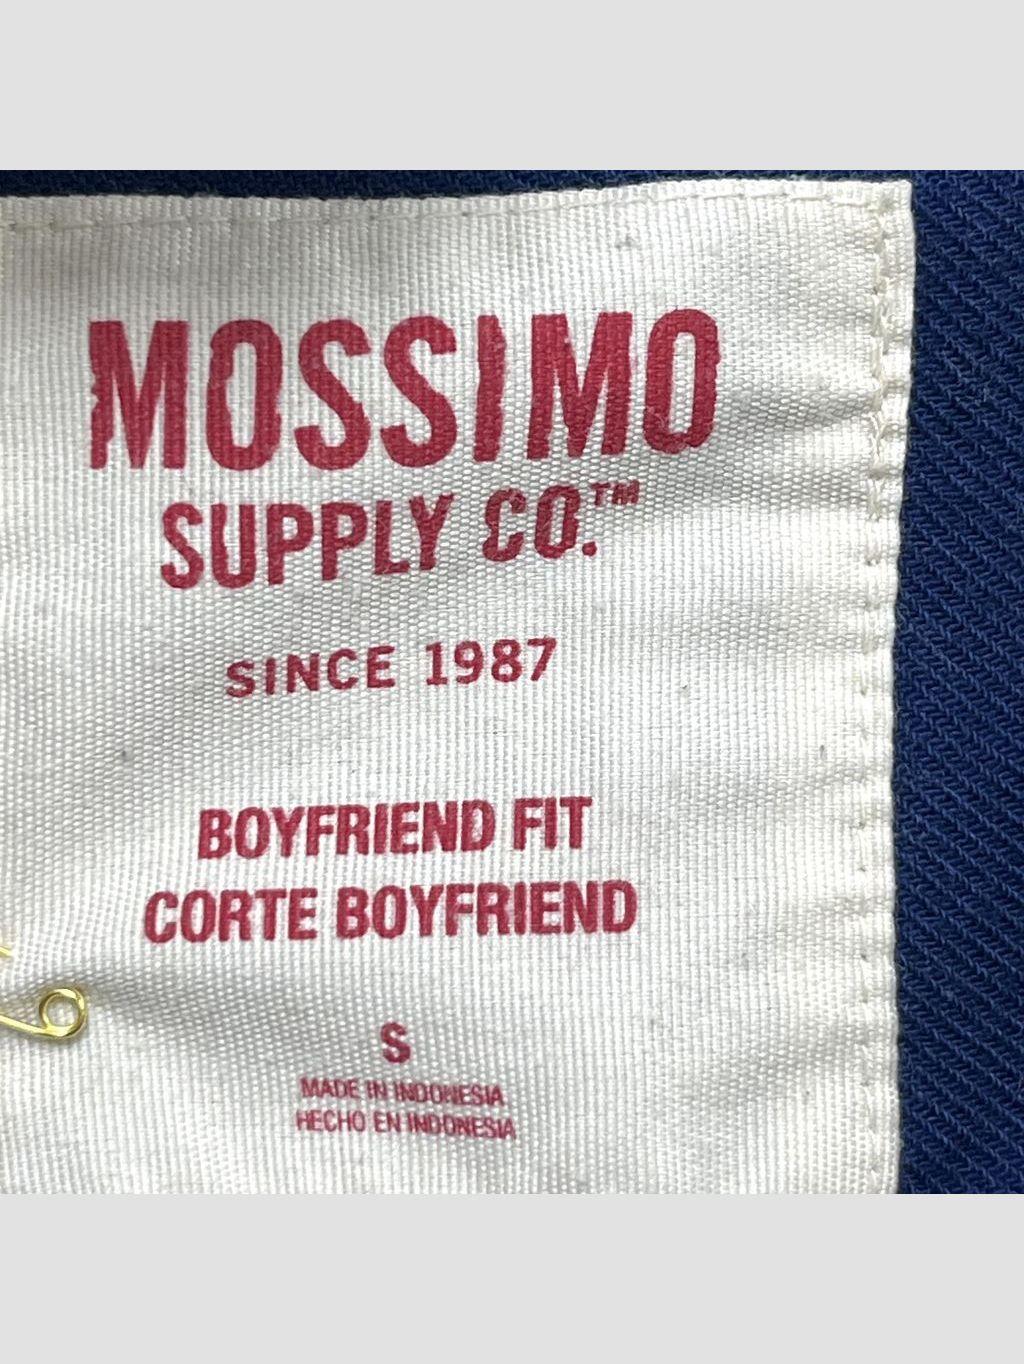 MOSSIMO
SUPPLY CO.™
SINCE 1987
BOYFRIEND FIT
CORTE BOYFRIEND
S
MADE IN INDONESIA
HECHO EN INDONESIA